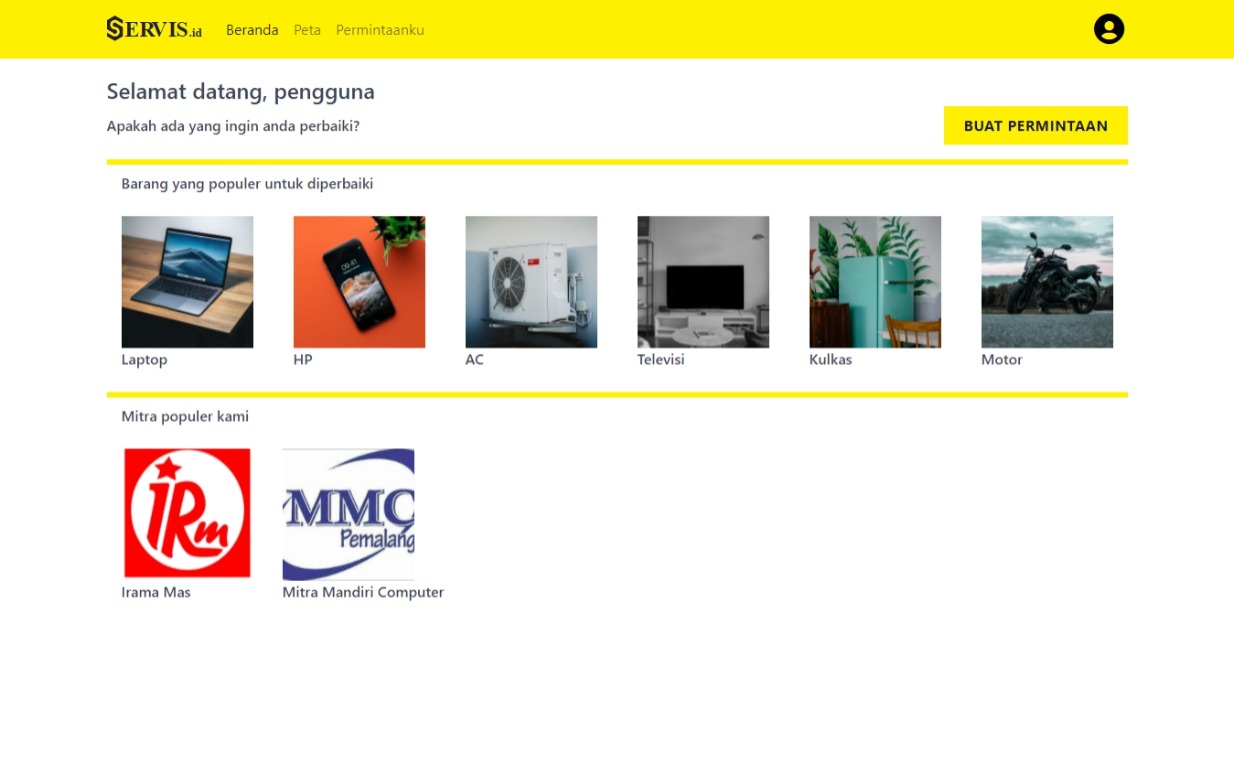 SERVIS.id Beranda Peta Permintaanku
Selamat datang, pengguna
Apakah ada yang ingin anda perbaiki?
BUAT PERMINTAAN
Barang yang populer untuk diperbaiki
09.41
Laptop HP AC Televisi Kulkas Motor
Mitra populer kami
IRm
MMC
Pemalang
Irama Mas Mitra Mandiri Computer